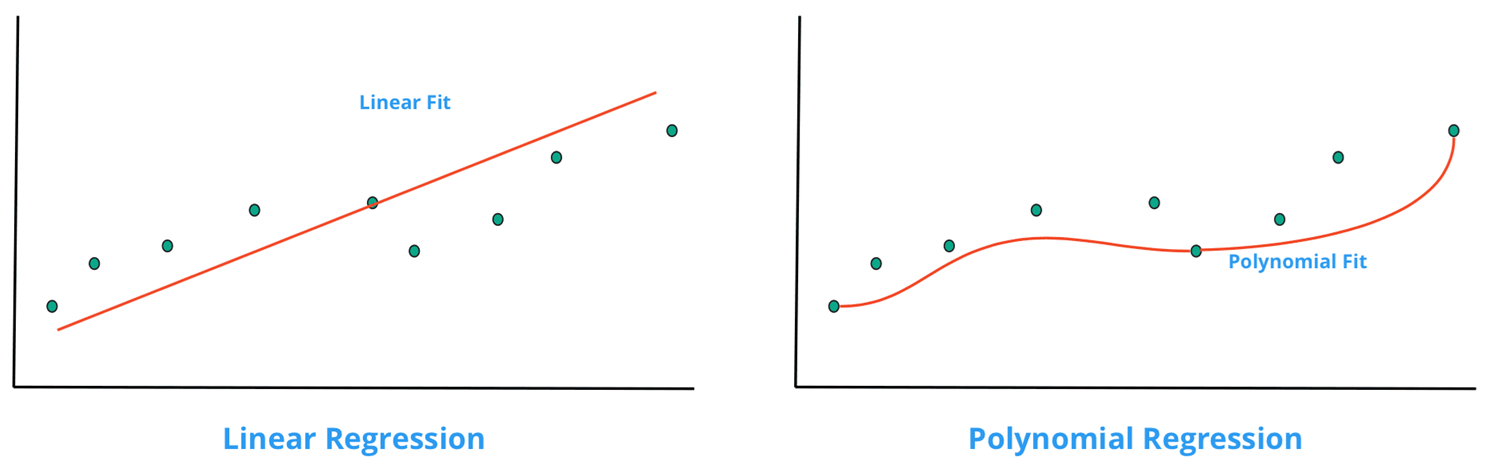 Linear Fit
Polynomial Fit
Linear Regression
Polynomial Regression